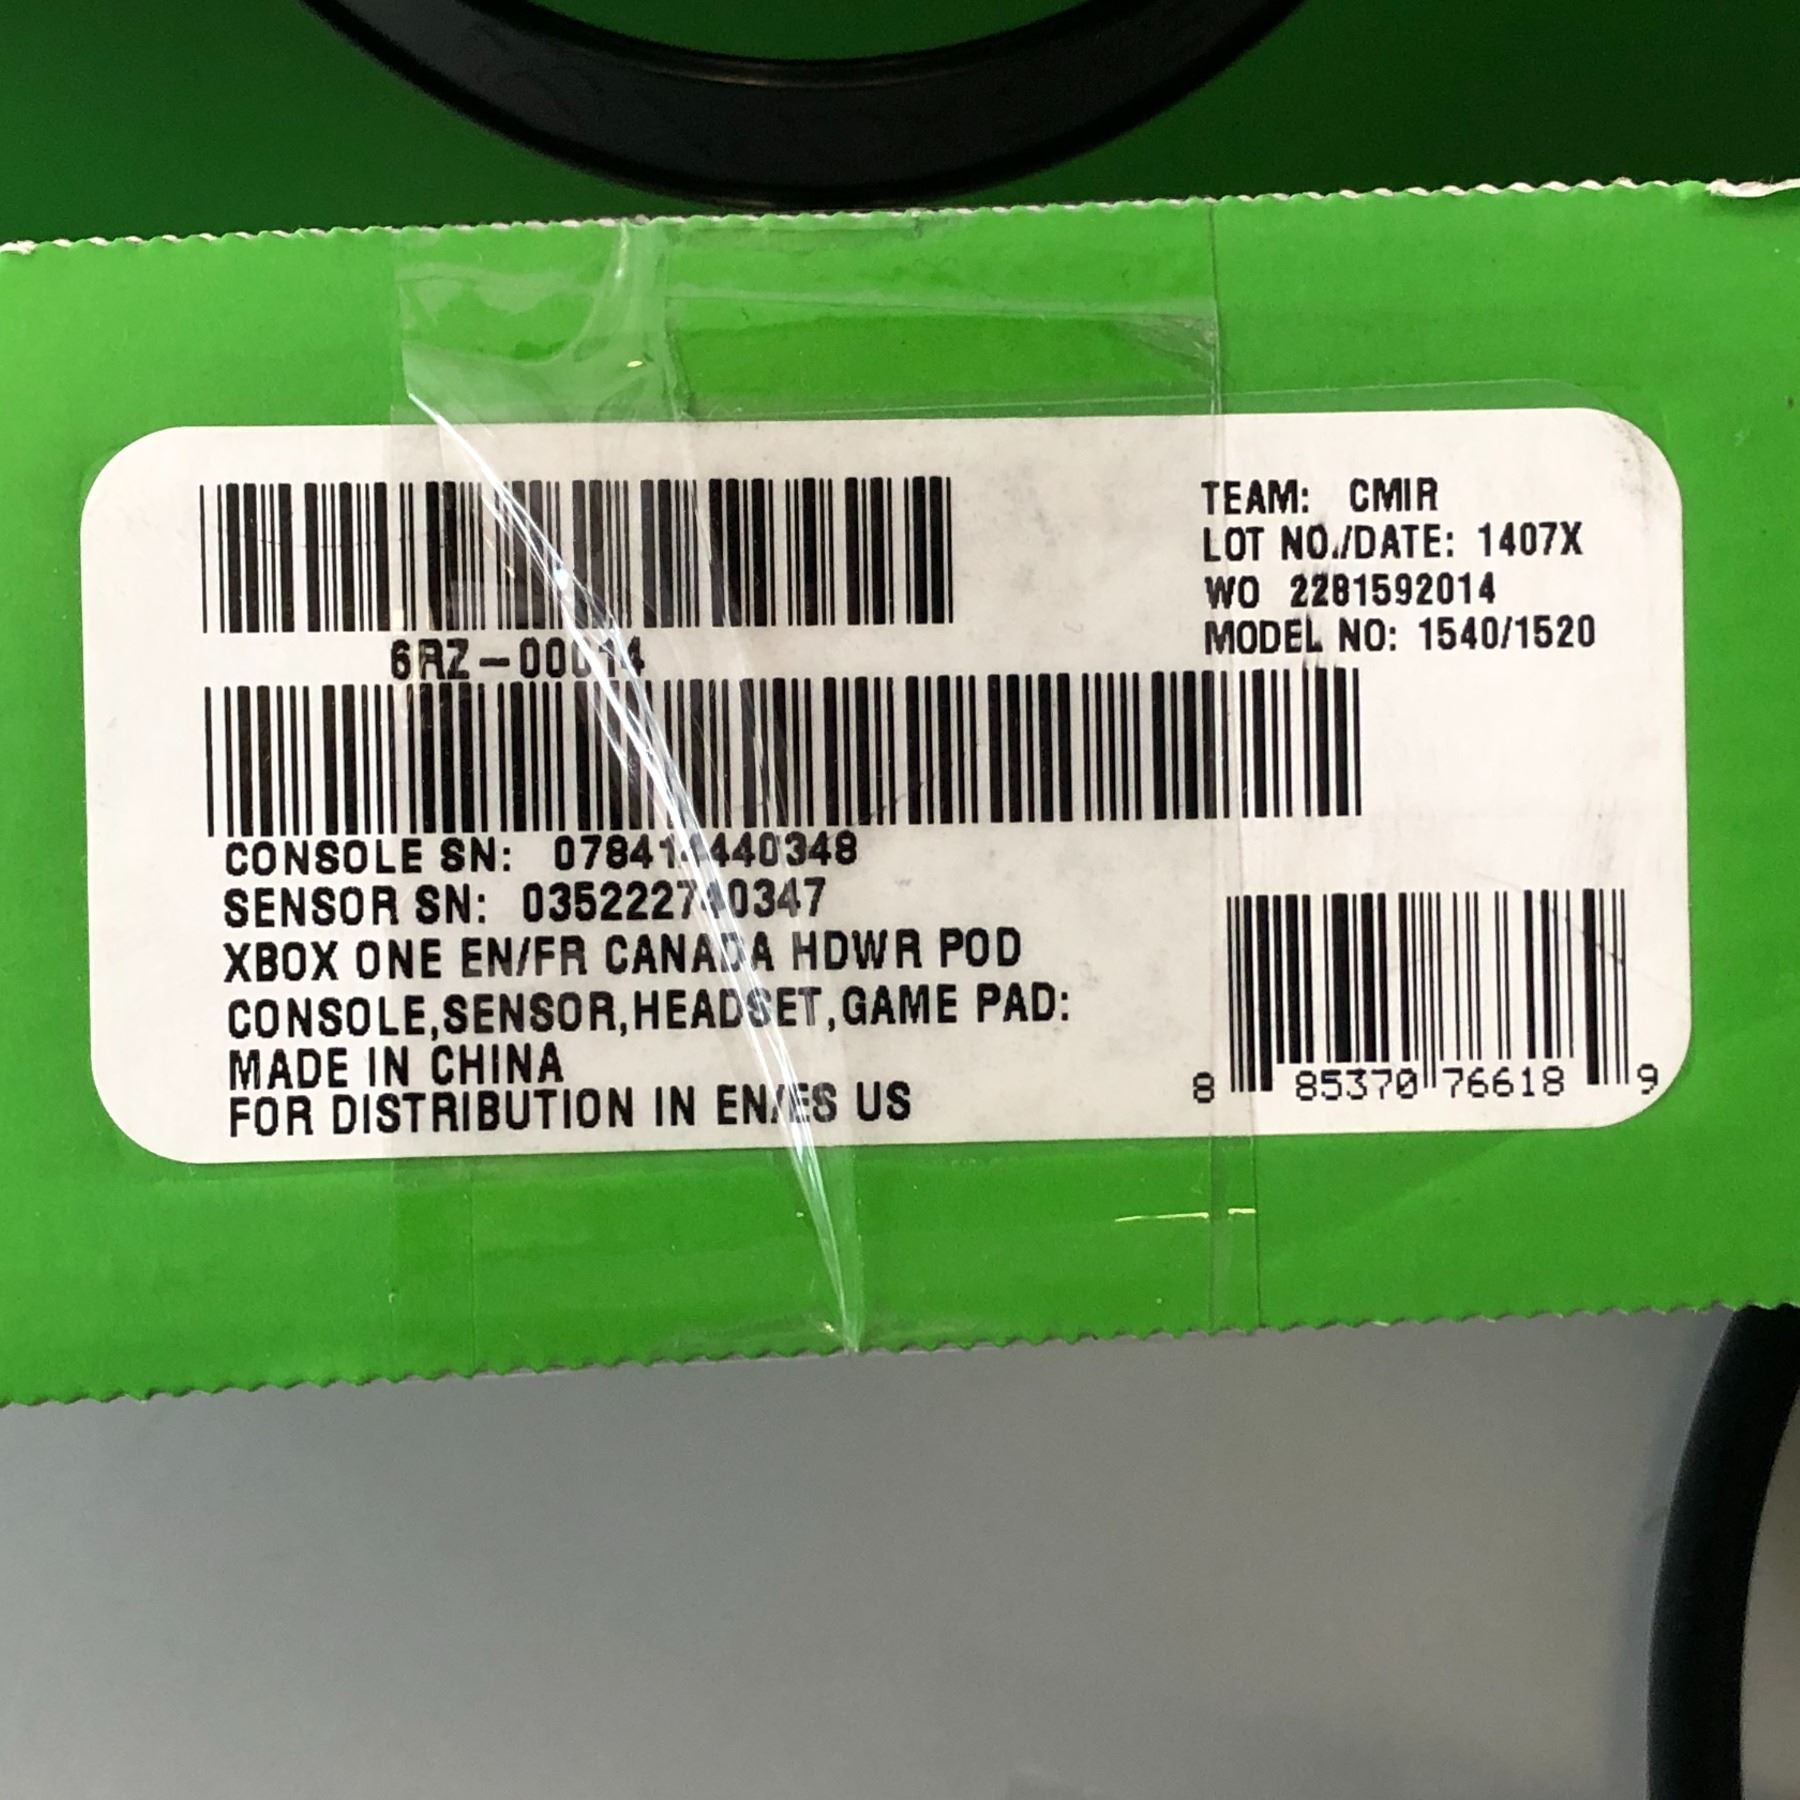 6RZ-00014
TEAM: CMIR
LOT NO./DATE: 1407X
WO 2281592014
MODEL NO: 1540/1520
CONSOLE SN:
SENSOR SN:
XBOX ONE EN/FR CANADA HDWR POD
CONSOLE,SENSOR,HEADSET,GAME PAD:
MADE IN CHINA
FOR DISTRIBUTION IN EN/ES US
8 85370 76618 9